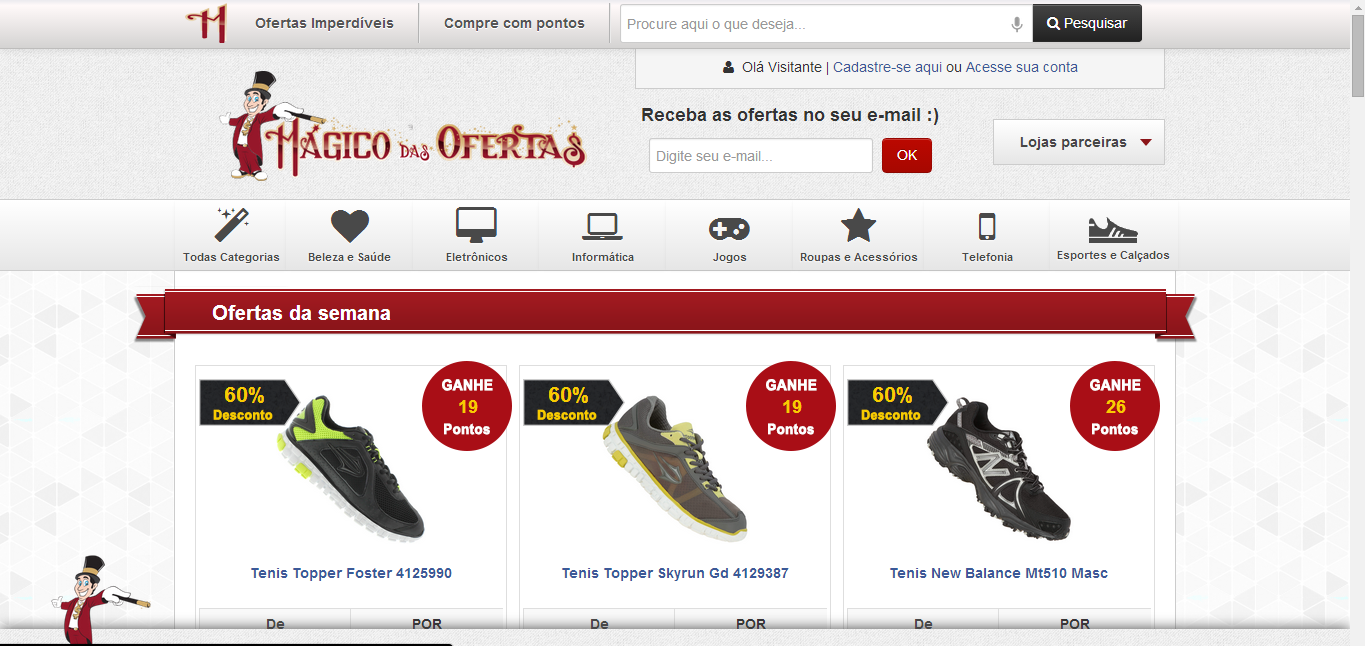 Ofertas Imperdíveis
Compre com pontos
Procure aqui o que deseja...
Pesquisar
Olá Visitante | Cadastre-se aqui ou Acesse sua conta
MÁGICO DAS OFERTAS
Receba as ofertas no seu e-mail :)
Digite seu e-mail...
OK
Lojas parceiras
Todas Categorias
Beleza e Saúde
Eletrônicos
Informática
Jogos
Roupas e Acessórios
Telefonia
Esportes e Calçados
Ofertas da semana
60%
Desconto
GANHE
19
Pontos
Tenis Topper Foster 4125990
De
POR
60%
Desconto
GANHE
19
Pontos
Tenis Topper Skyrun Gd 4129387
De
POR
60%
Desconto
GANHE
26
Pontos
Tenis New Balance Mt510 Masc
De
POR